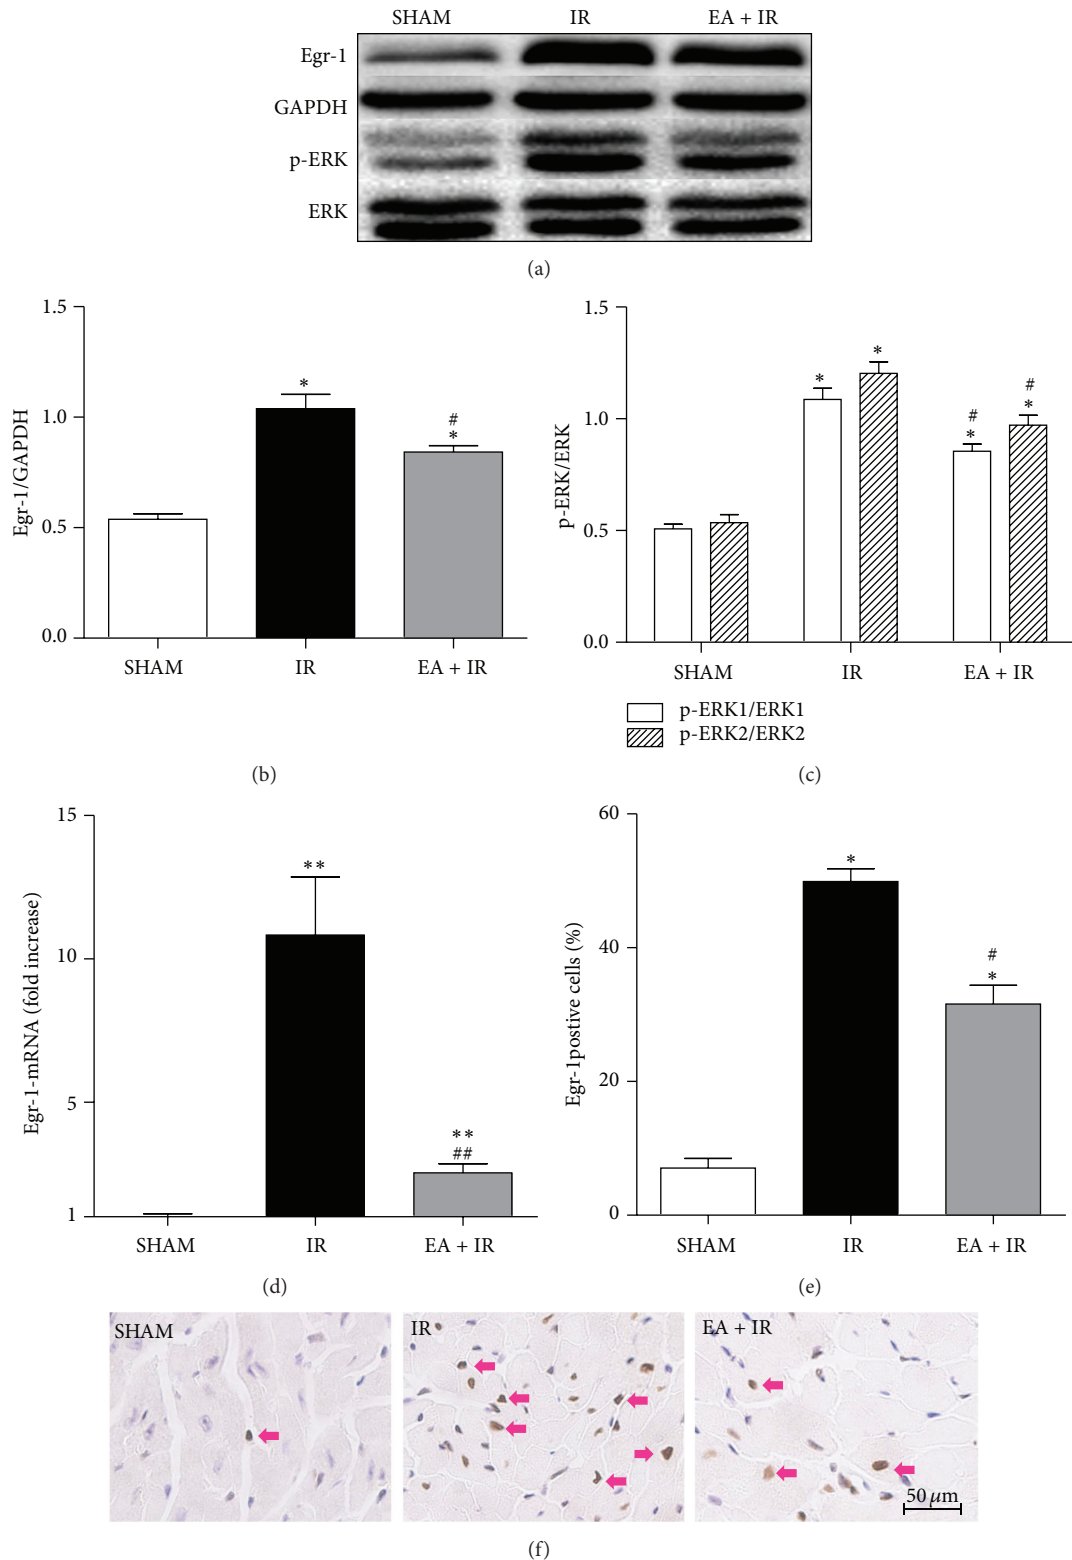 SHAM IR EA + IR
Egr-1
GAPDH
p-ERK
ERK
(a)
1.5
1.0
0.5
0.0
Egr-1/GAPDH
*
#
*
SHAM IR EA + IR
(b)
1.5
1.0
0.5
0.0
p-ERK/ERK
*
*
#
*
#
*
SHAM IR EA + IR
p-ERK1/ERK1
p-ERK2/ERK2
(c)
15
10
5
1
Egr-1-mRNA (fold increase)
**
**
##
SHAM IR EA + IR
(d)
60
40
20
0
Egr-1postive cells (%)
*
#
*
SHAM IR EA + IR
(e)
SHAM IR EA + IR
50 μm
(f)